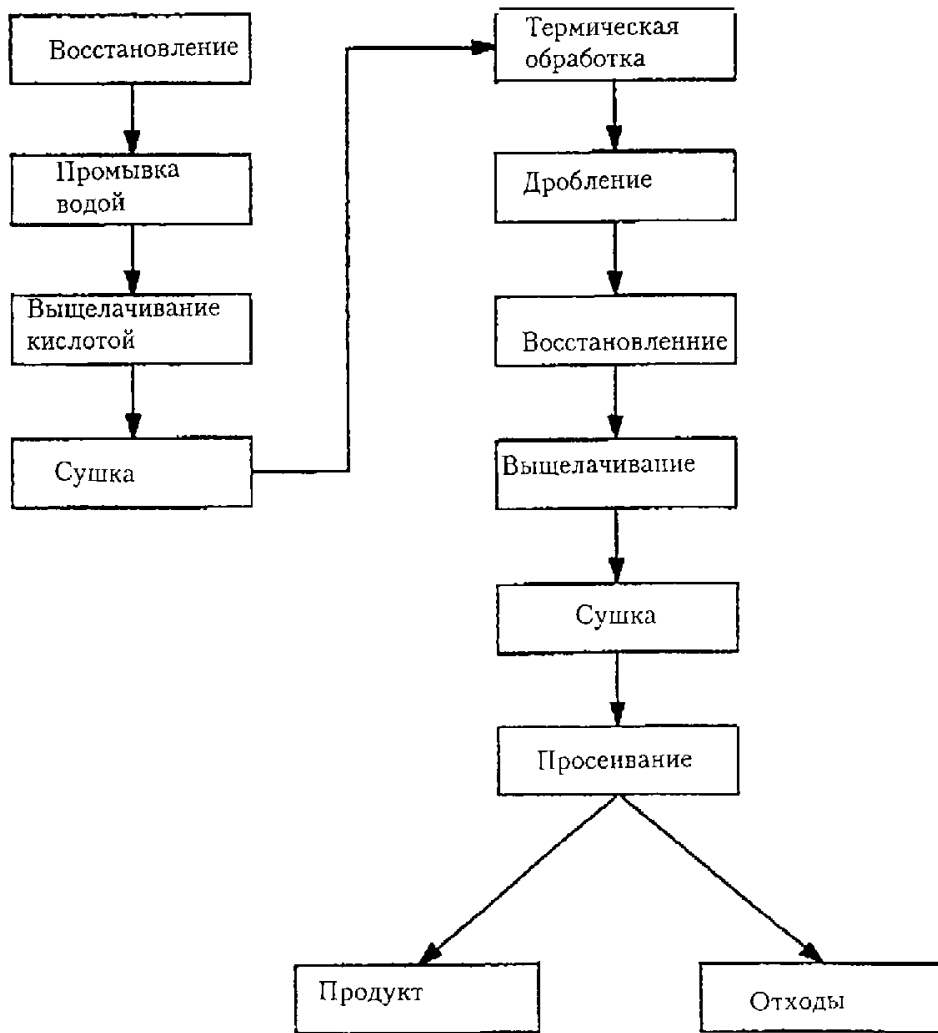 Восстановление
Промывка
водой
Выщелачивание
кислотой
Сушка
Термическая
обработка
Дробление
Восстановленние
Выщелачивание
Сушка
Просеивание
Продукт
Отходы